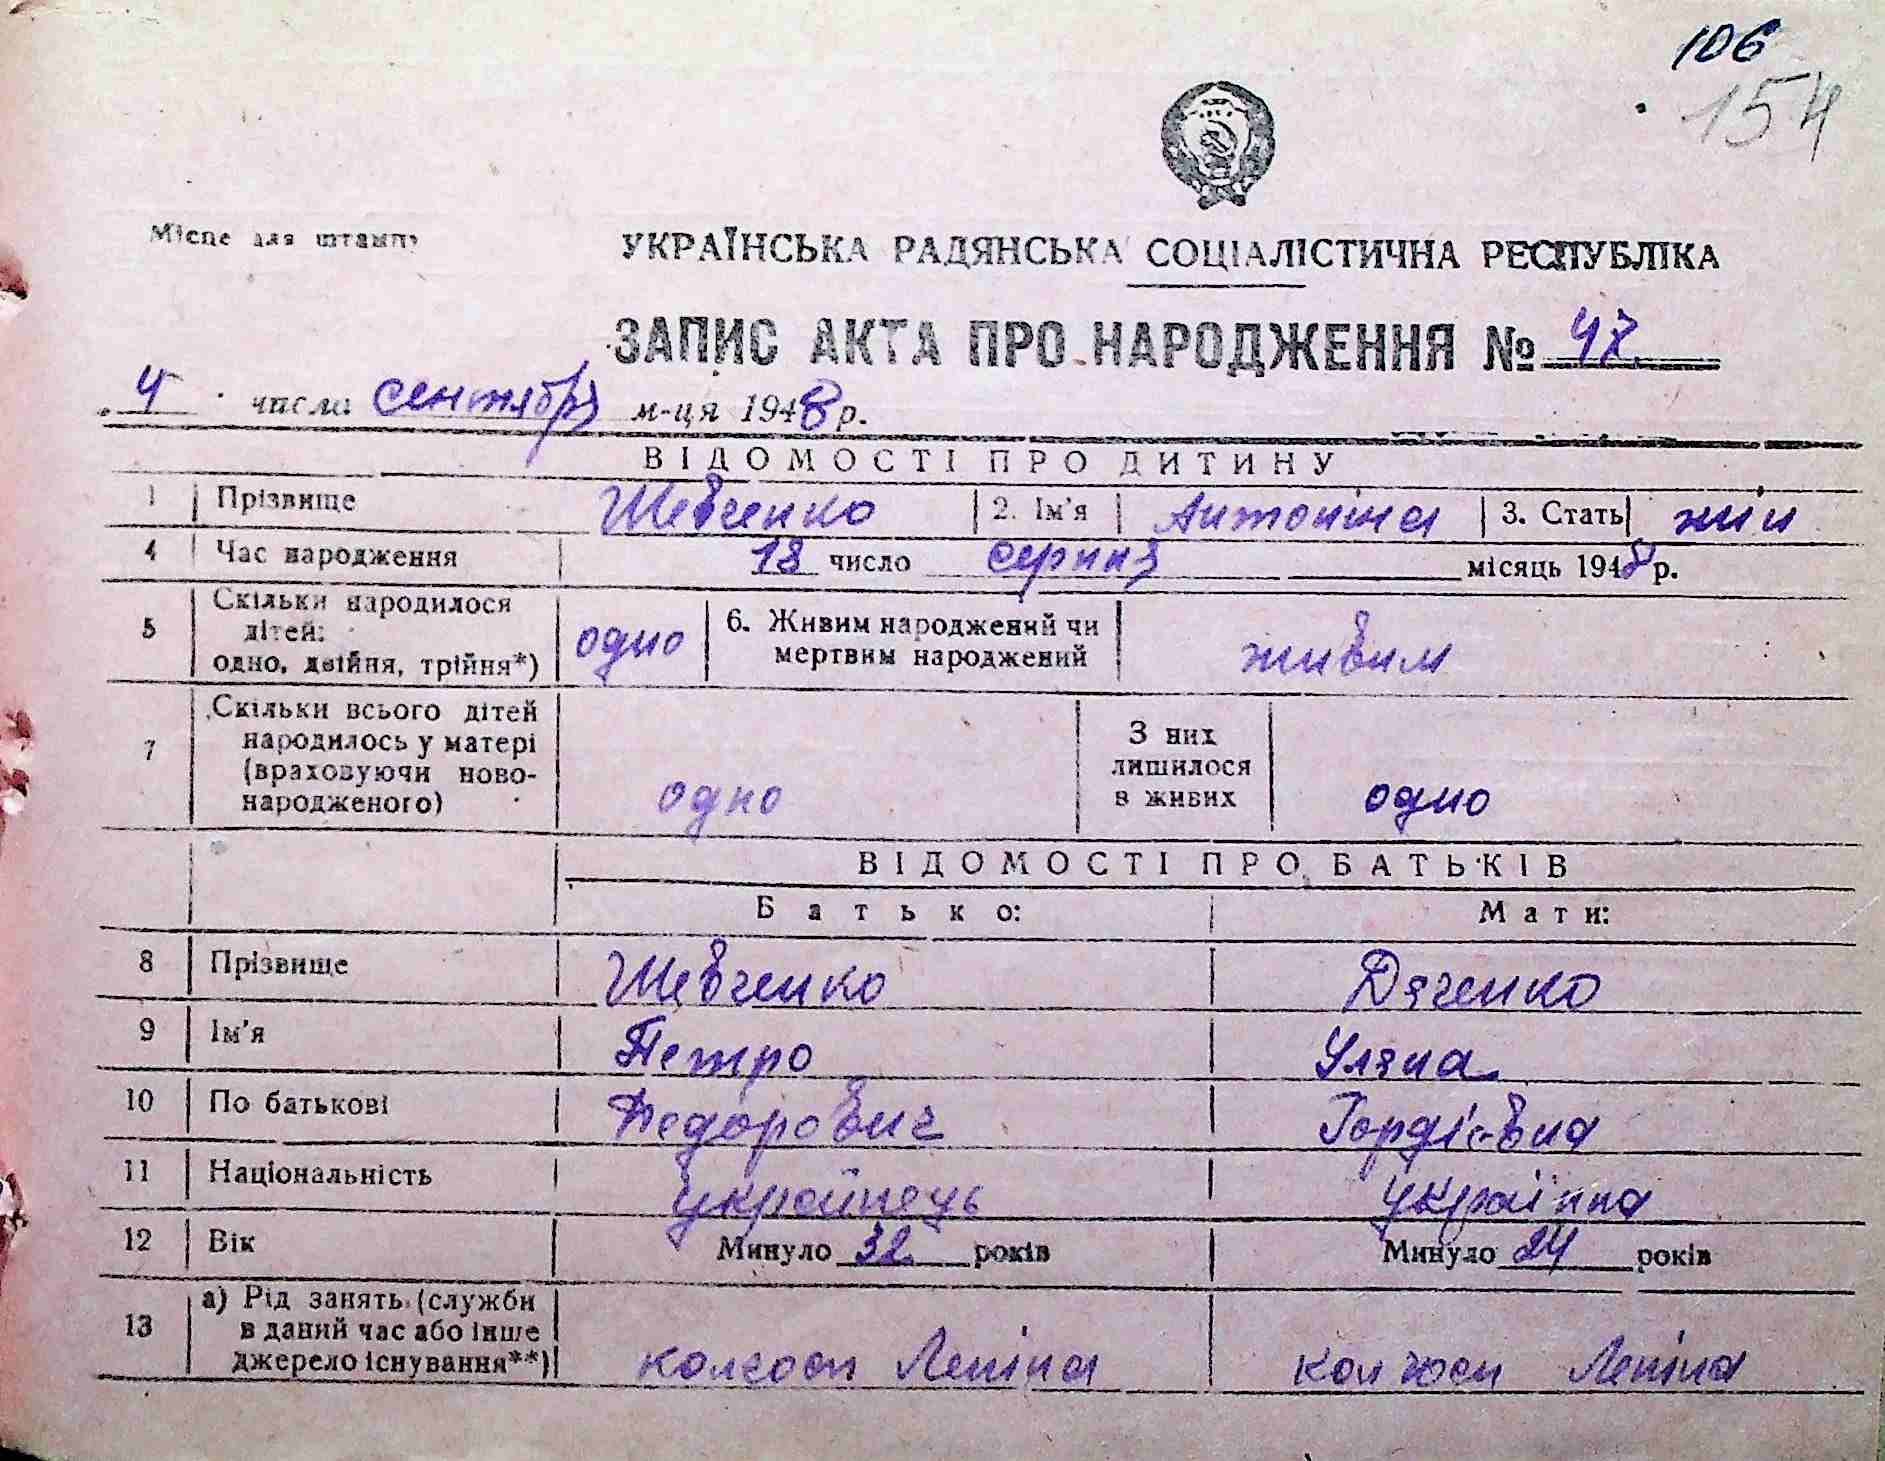 106
154
Місце для штампу
УКРАЇНСЬКА РАДЯНСЬКА СОЦІАЛІСТИЧНА РЕСПУБЛІКА
ЗАПИС АКТА ПРО НАРОДЖЕННЯ № 47
4 числа сентября м-ця 1948 р.
ВІДОМОСТІ ПРО ДИТИНУ
1 Прізвище Шевченко 2. Ім'я Антоніна 3. Стать жін
4 Час народження 18 число серпня місяць 1948 р.
5 Скільки народилося дітей: одно, двійня, трійня*) одно 6. Живим народжений чи мертвим народжений живим
7 Скільки всього дітей народилось у матері (враховуючи ново-народженого) одно З них лишилося в живих одно
ВІДОМОСТІ ПРО БАТЬКІВ
Батько: Мати:
8 Прізвище Шевченко Дяченко
9 Ім'я Петро Уляна
10 По батькові Федорович Гордієвна
11 Національність українець українка
12 Вік Минуло 32 років Минуло 24 років
13 а) Рід занять (служби в даний час або інше джерело існування**) колгосп Леніна колгосп Леніна